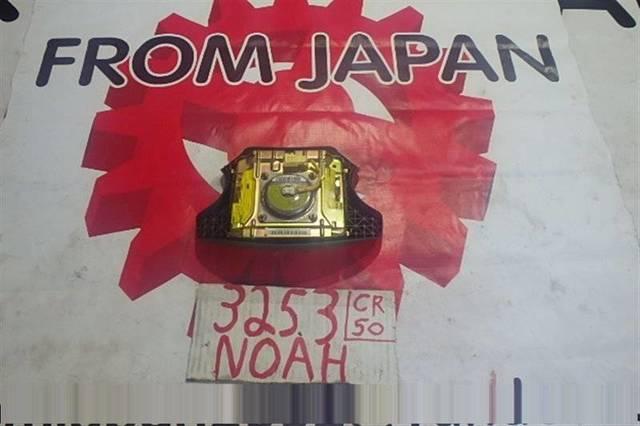 FROM JAPAN
3253 CR
50
NOAH